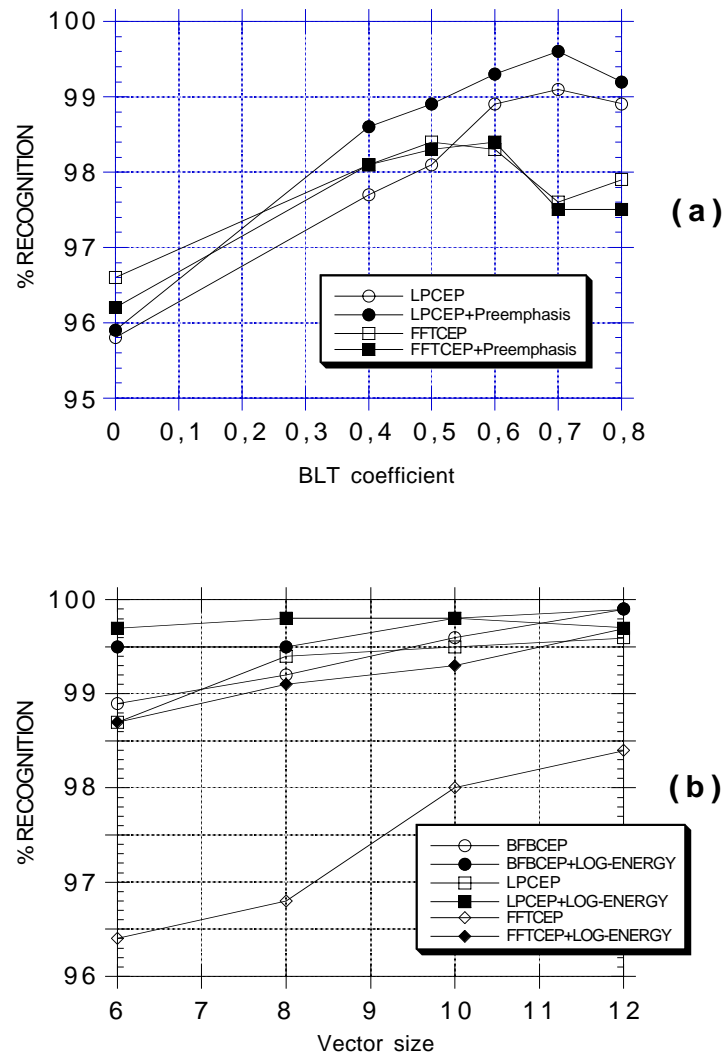 100
99
98
97
96
95
% RECOGNITION
(a)
LPCEP
LPCEP+Preemphasis
FFTCEP
FFTCEP+Preemphasis
0 0,1 0,2 0,3 0,4 0,5 0,6 0,7 0,8
BLT coefficient
100
99
98
97
96
% RECOGNITION
(b)
BFBCEP
BFBCEP+LOG-ENERGY
LPCEP
LPCEP+LOG-ENERGY
FFTCEP
FFTCEP+LOG-ENERGY
6 7 8 9 10 11 12
Vector size